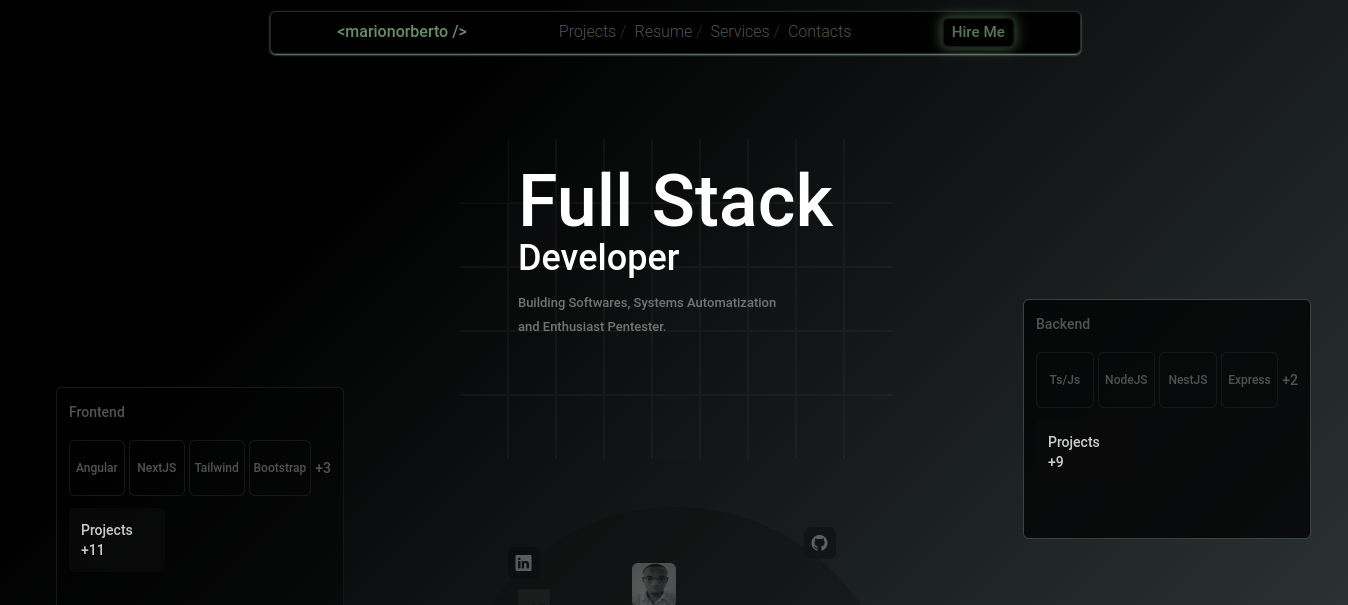 <marionorberto />
Projects / Resume / Services / Contacts
Hire Me
Full Stack
Developer
Building Softwares, Systems Automatization
and Enthusiast Pentester.
Backend
Ts/Js NodeJS NestJS Express +2
Projects
+9
Frontend
Angular NextJS Tailwind Bootstrap +3
Projects
+11
in